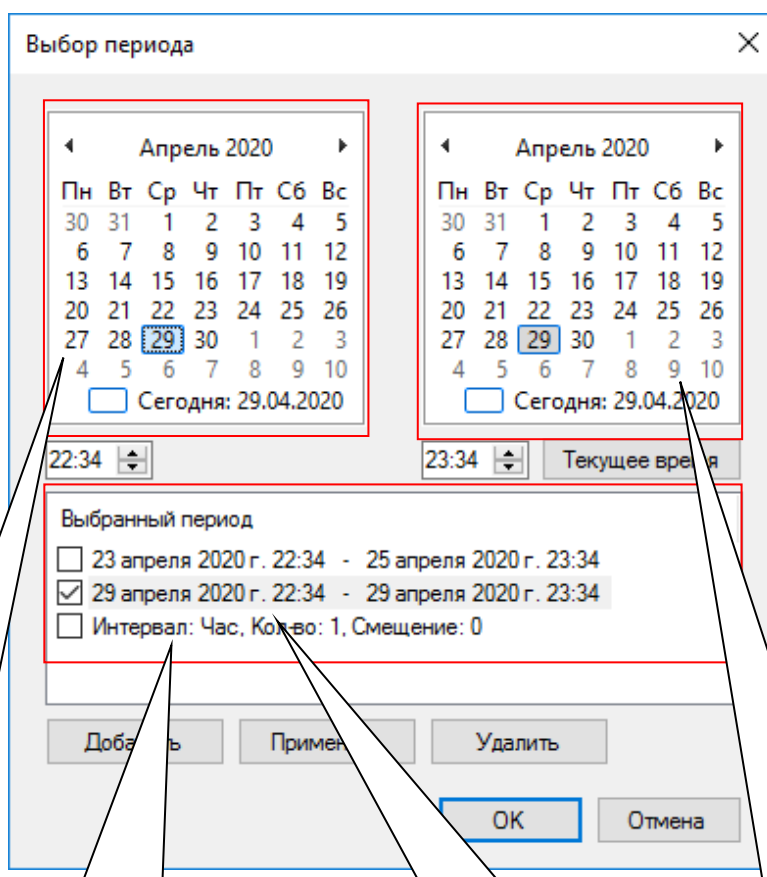 Выбор периода
Апрель 2020
Пн Вт Ср Чт Пт Сб Вс
30 31 1 2 3 4 5
6 7 8 9 10 11 12
13 14 15 16 17 18 19
20 21 22 23 24 25 26
27 28 29 30 1 2 3
4 5 6 7 8 9 10
Сегодня: 29.04.2020
Апрель 2020
Пн Вт Ср Чт Пт Сб Вс
30 31 1 2 3 4 5
6 7 8 9 10 11 12
13 14 15 16 17 18 19
20 21 22 23 24 25 26
27 28 29 30 1 2 3
4 5 6 7 8 9 10
Сегодня: 29.04.2020
22:34
23:34
Текущее время
Выбранный период
23 апреля 2020 г. 22:34 - 25 апреля 2020 г. 23:34
29 апреля 2020 г. 22:34 - 29 апреля 2020 г. 23:34
Интервал: Час, Кол-во: 1, Смещение: 0
Добавить
Удалить
OK
Отмена